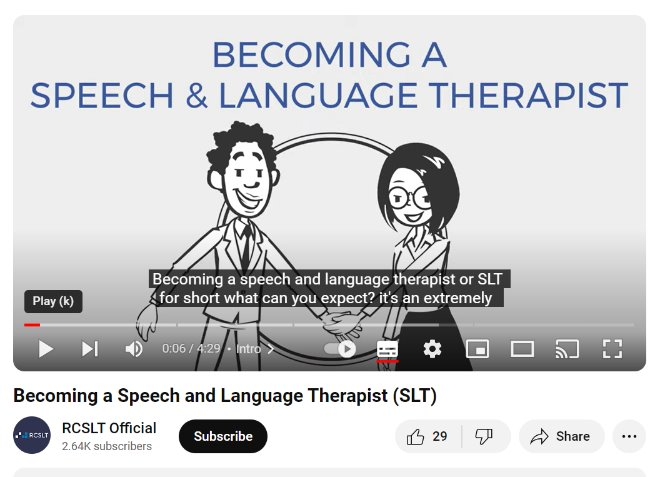 BECOMING A
SPEECH & LANGUAGE THERAPIST
Becoming a speech and language therapist or SLT
for short what can you expect? it's an extremely
Play (k)
0:06 / 4:29 • Intro
Becoming a Speech and Language Therapist (SLT)
RCSLT
RCSLT Official
2.64K subscribers
Subscribe
29
Share